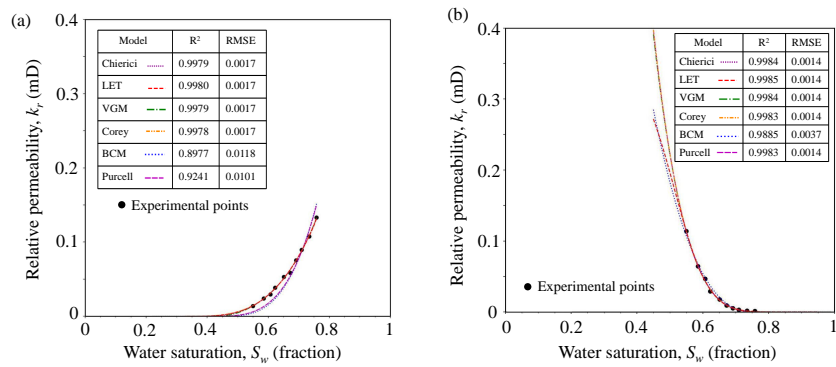 (a)
Model R² RMSE
Chierici 0.9979 0.0017
LET 0.9980 0.0017
VGM 0.9979 0.0017
Corey 0.9978 0.0017
BCM 0.8977 0.0118
Purcell 0.9241 0.0101
Experimental points
Relative permeability, kᵣ (mD)
0.4
0.3
0.2
0.1
0
0 0.2 0.4 0.6 0.8 1
Water saturation, S_w (fraction)
(b)
Model R² RMSE
Chierici 0.9984 0.0014
LET 0.9985 0.0014
VGM 0.9984 0.0014
Corey 0.9983 0.0014
BCM 0.9885 0.0037
Purcell 0.9983 0.0014
Experimental points
Relative permeability, kᵣ (mD)
0.4
0.3
0.2
0.1
0
0 0.2 0.4 0.6 0.8 1
Water saturation, S_w (fraction)